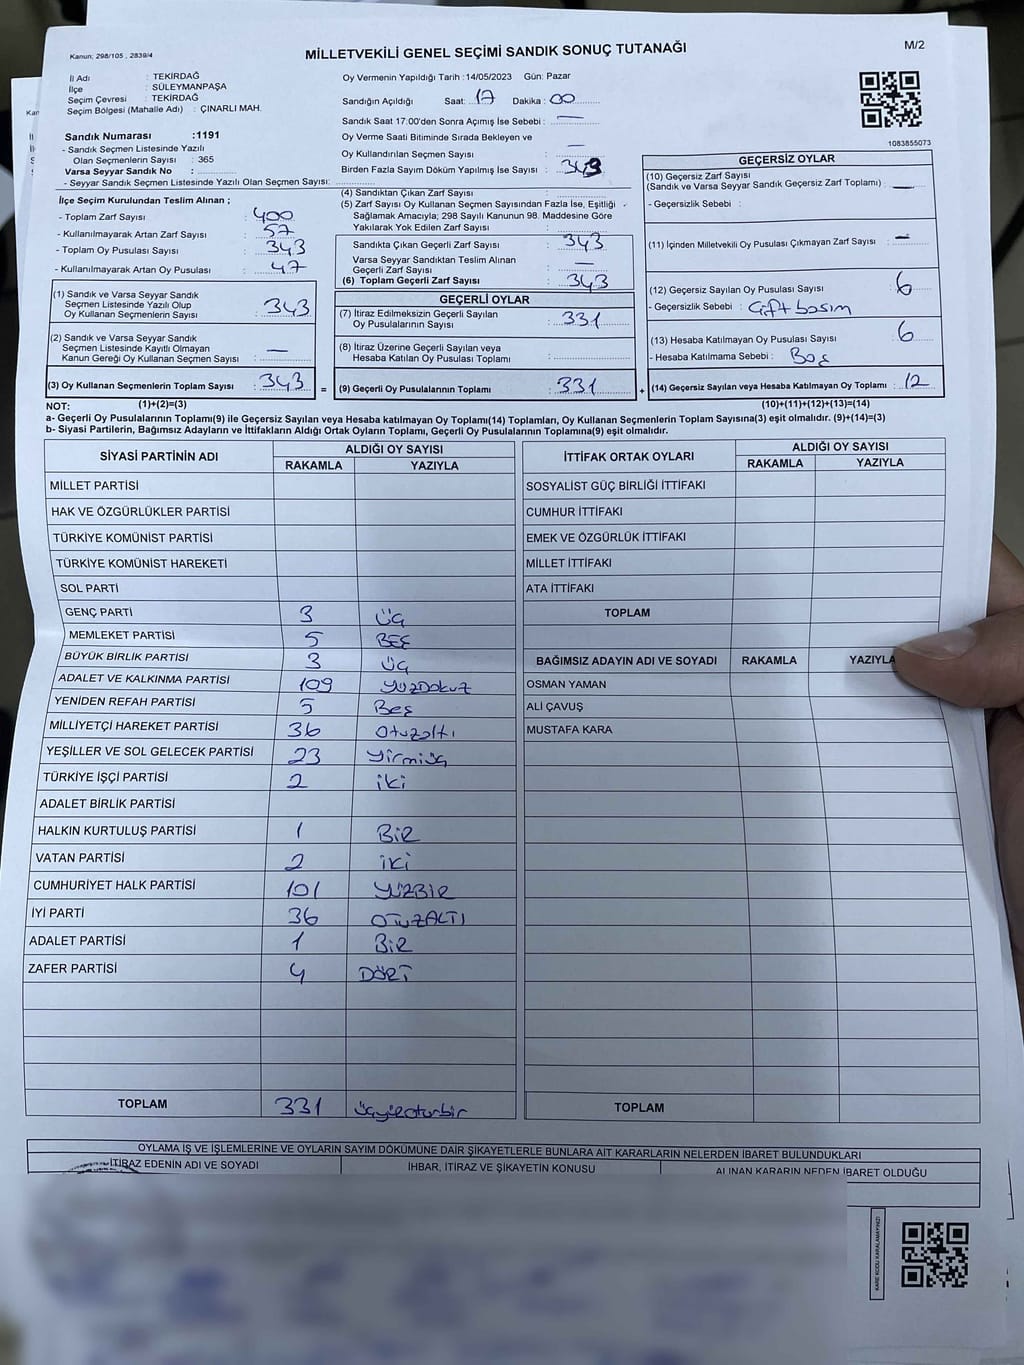 Kanun: 298/105 , 2839/4
MİLLETVEKİLİ GENEL SEÇİMİ SANDIK SONUÇ TUTANAĞI
M/2
İl Adı : TEKİRDAĞ
İlçe : SÜLEYMANPAŞA
Seçim Çevresi : TEKİRDAĞ
Seçim Bölgesi (Mahalle Adı) : ÇINARLI MAH.
Sandık Numarası :1191
- Sandık Seçmen Listesinde Yazılı
Olan Seçmenlerin Sayısı : 365
Varsa Seyyar Sandık No :
- Seyyar Sandık Seçmen Listesinde Yazılı Olan Seçmen Sayısı:
İlçe Seçim Kurulundan Teslim Alınan ;
- Toplam Zarf Sayısı : 400
- Kullanılmayarak Artan Zarf Sayısı : 57
- Toplam Oy Pusulası Sayısı : 343
- Kullanılmayarak Artan Oy Pusulası : 47
Oy Vermenin Yapıldığı Tarih :14/05/2023 Gün: Pazar
Sandığın Açıldığı Saat: 17 Dakika : 00
Sandık Saat 17:00'den Sonra Açımış İse Sebebi : —
Oy Verme Saati Bitiminde Sırada Bekleyen ve
Oy Kullandırılan Seçmen Sayısı : —
Birden Fazla Sayım Döküm Yapılmış İse Sayısı : 343
(4) Sandıktan Çıkan Zarf Sayısı :
(5) Zarf Sayısı Oy Kullanan Seçmen Sayısından Fazla İse, Eşitliği
Sağlamak Amacıyla; 298 Sayılı Kanunun 98. Maddesine Göre
Yakılarak Yok Edilen Zarf Sayısı :
Sandıkta Çıkan Geçerli Zarf Sayısı : 343
Varsa Seyyar Sandıktan Teslim Alınan
Geçerli Zarf Sayısı : —
(6) Toplam Geçerli Zarf Sayısı : 343
1083855073
GEÇERSİZ OYLAR
(10) Geçersiz Zarf Sayısı
(Sandık ve Varsa Seyyar Sandık Geçersiz Zarf Toplamı) : —
- Geçersizlik Sebebi :
(11) İçinden Milletvekili Oy Pusulası Çıkmayan Zarf Sayısı : —
(12) Geçersiz Sayılan Oy Pusulası Sayısı : 6
- Geçersizlik Sebebi : Çift basım
(13) Hesaba Katılmayan Oy Pusulası Sayısı : 6
- Hesaba Katılmama Sebebi : Boş
(1) Sandık ve Varsa Seyyar Sandık
Seçmen Listesinde Yazılı Olup
Oy Kullanan Seçmenlerin Sayısı : 343
(2) Sandık ve Varsa Seyyar Sandık
Seçmen Listesinde Kayıtlı Olmayan
Kanun Gereği Oy Kullanan Seçmen Sayısı : —
GEÇERLİ OYLAR
(7) İtiraz Edilmeksizin Geçerli Sayılan
Oy Pusulalarının Sayısı : 331
(8) İtiraz Üzerine Geçerli Sayılan veya
Hesaba Katılan Oy Pusulası Toplamı :
(3) Oy Kullanan Seçmenlerin Toplam Sayısı : 343 = (9) Geçerli Oy Pusulalarının Toplamı : 331 + (14) Geçersiz Sayılan veya Hesaba Katılmayan Oy Toplamı : 12
NOT: (1)+(2)=(3) (10)+(11)+(12)+(13)=(14)
a- Geçerli Oy Pusulalarının Toplamı(9) ile Geçersiz Sayılan veya Hesaba katılmayan Oy Toplamı(14) Toplamları, Oy Kullanan Seçmenlerin Toplam Sayısına(3) eşit olmalıdır. (9)+(14)=(3)
b- Siyasi Partilerin, Bağımsız Adayların ve İttifakların Aldığı Ortak Oyların Toplamı, Geçerli Oy Pusulalarının Toplamına(9) eşit olmalıdır.
SİYASİ PARTİNİN ADI ALDIĞI OY SAYISI
RAKAMLA YAZIYLA
MİLLET PARTİSİ
HAK VE ÖZGÜRLÜKLER PARTİSİ
TÜRKİYE KOMÜNİST PARTİSİ
TÜRKİYE KOMÜNİST HAREKETİ
SOL PARTİ
GENÇ PARTİ 3 ÜÇ
MEMLEKET PARTİSİ 5 BEŞ
BÜYÜK BİRLİK PARTİSİ 3 ÜÇ
ADALET VE KALKINMA PARTİSİ 109 YÜZDOKUZ
YENİDEN REFAH PARTİSİ 5 Beş
MİLLİYETÇİ HAREKET PARTİSİ 36 Otuzaltı
YEŞİLLER VE SOL GELECEK PARTİSİ 23 Yirmiüç
TÜRKİYE İŞÇİ PARTİSİ 2 iki
ADALET BİRLİK PARTİSİ
HALKIN KURTULUŞ PARTİSİ 1 BİR
VATAN PARTİSİ 2 iki
CUMHURİYET HALK PARTİSİ 101 YÜZBİR
İYİ PARTİ 36 OTUZALTI
ADALET PARTİSİ 1 BİR
ZAFER PARTİSİ 4 DÖRT
TOPLAM 331 üçyüzotuzbir
İTTİFAK ORTAK OYLARI ALDIĞI OY SAYISI
RAKAMLA YAZIYLA
SOSYALİST GÜÇ BİRLİĞİ İTTİFAKI
CUMHUR İTTİFAKI
EMEK VE ÖZGÜRLÜK İTTİFAKI
MİLLET İTTİFAKI
ATA İTTİFAKI
TOPLAM
BAĞIMSIZ ADAYIN ADI VE SOYADI RAKAMLA YAZIYLA
OSMAN YAMAN
ALİ ÇAVUŞ
MUSTAFA KARA
TOPLAM
OYLAMA İŞ VE İŞLEMLERİNE VE OYLARIN SAYIM DÖKÜMÜNE DAİR ŞİKAYETLERLE BUNLARA AİT KARARLARIN NELERDEN İBARET BULUNDUKLARI
İTİRAZ EDENİN ADI VE SOYADI İHBAR, İTİRAZ VE ŞİKAYETİN KONUSU ALINAN KARARIN NEDEN İBARET OLDUĞU
KARE KODU KARALAMAYINIZ!